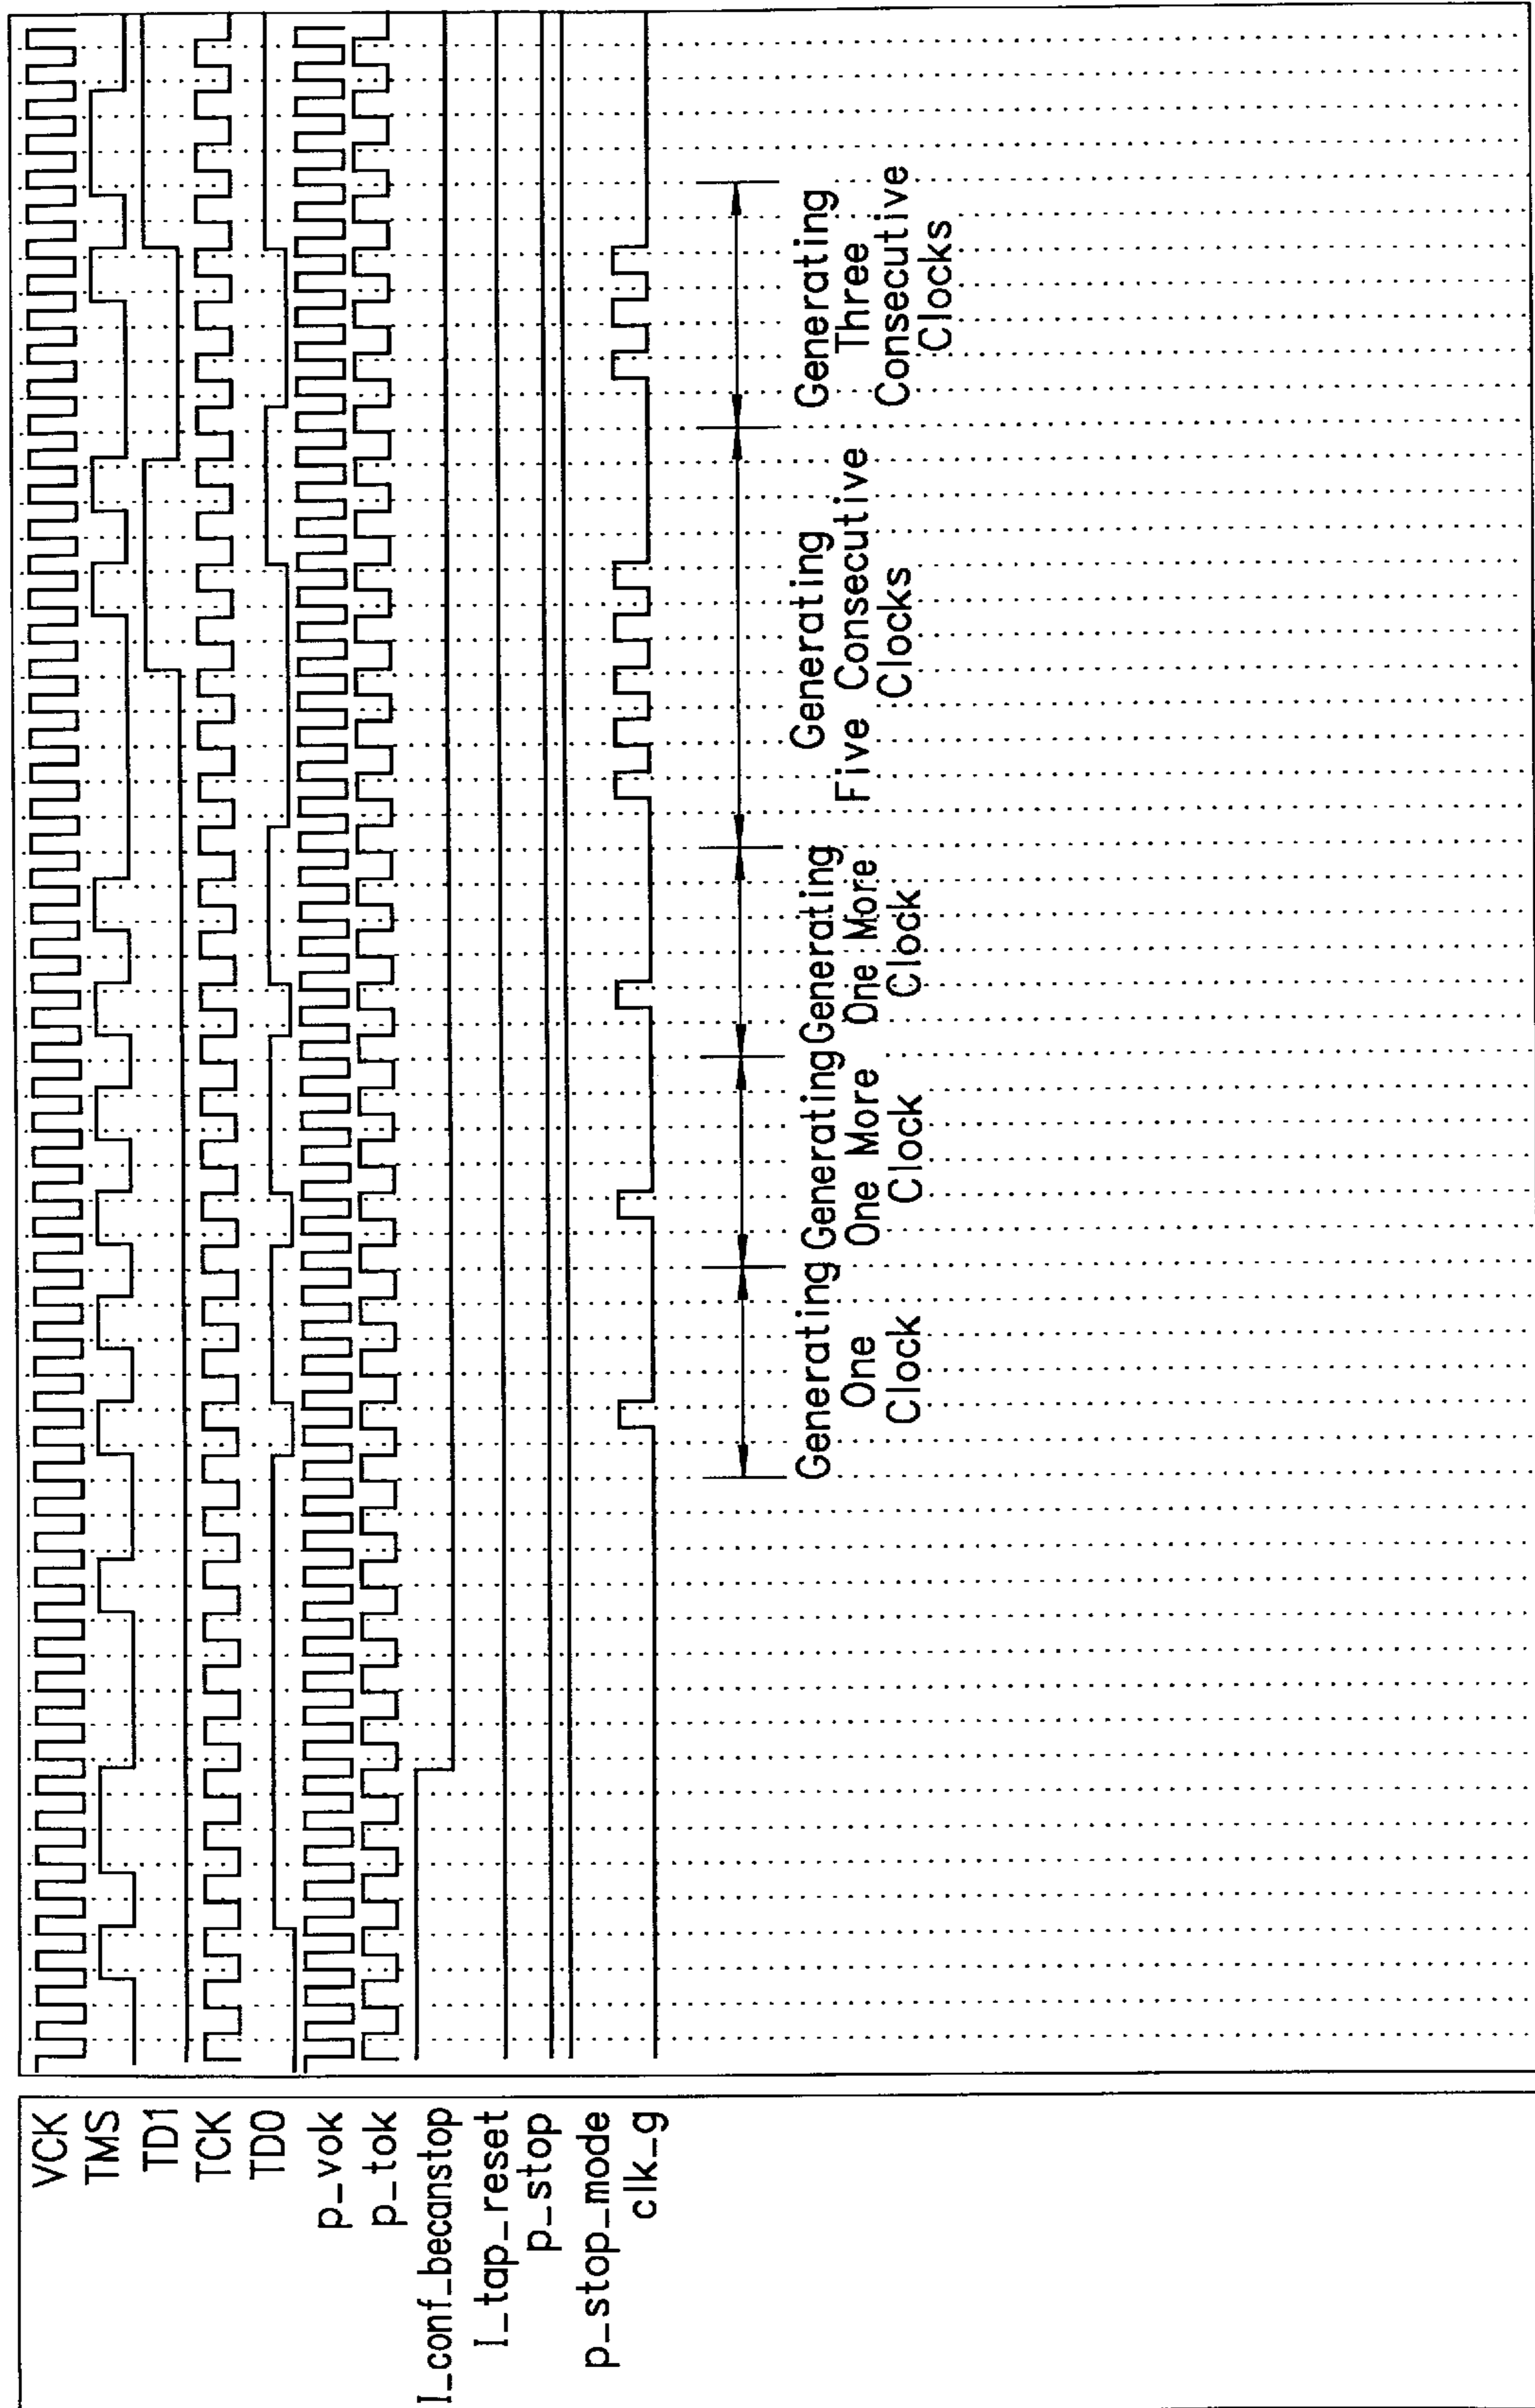 VCK
TMS
TD1
TCK
TD0
p_vok
p_tok
I_conf_becanstop
I_tap_reset
p_stop
p_stop_mode
clk_g
Generating
One
Clock
Generating
One More
Clock
Generating
One More
Clock
Generating
Five Consecutive
Clocks
Generating
Three
Consecutive
Clocks